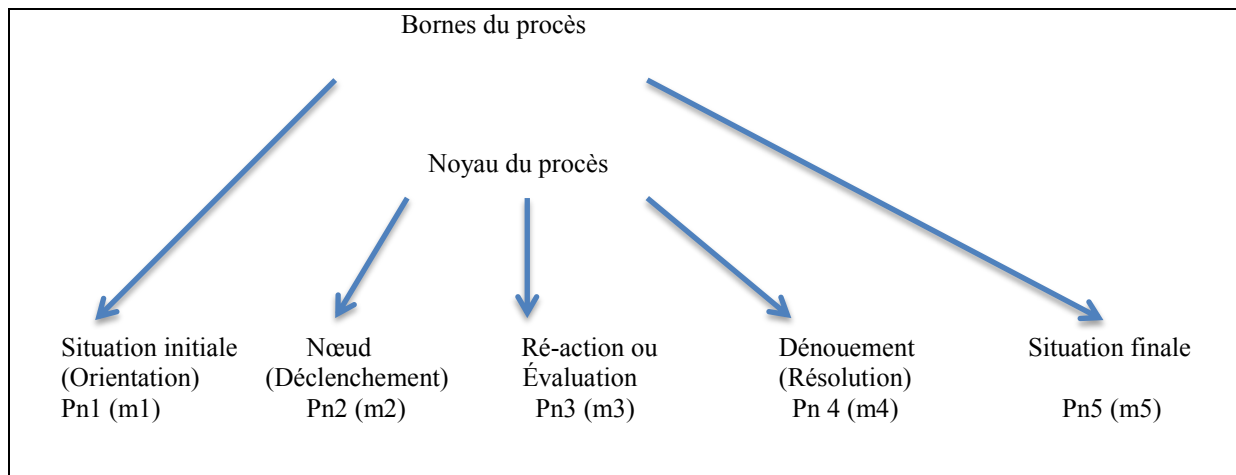 Bornes du procès
Noyau du procès
Situation initiale Nœud Ré-action ou Dénouement Situation finale
(Orientation) (Déclenchement) Évaluation (Résolution)
Pn1 (m1) Pn2 (m2) Pn3 (m3) Pn 4 (m4) Pn5 (m5)